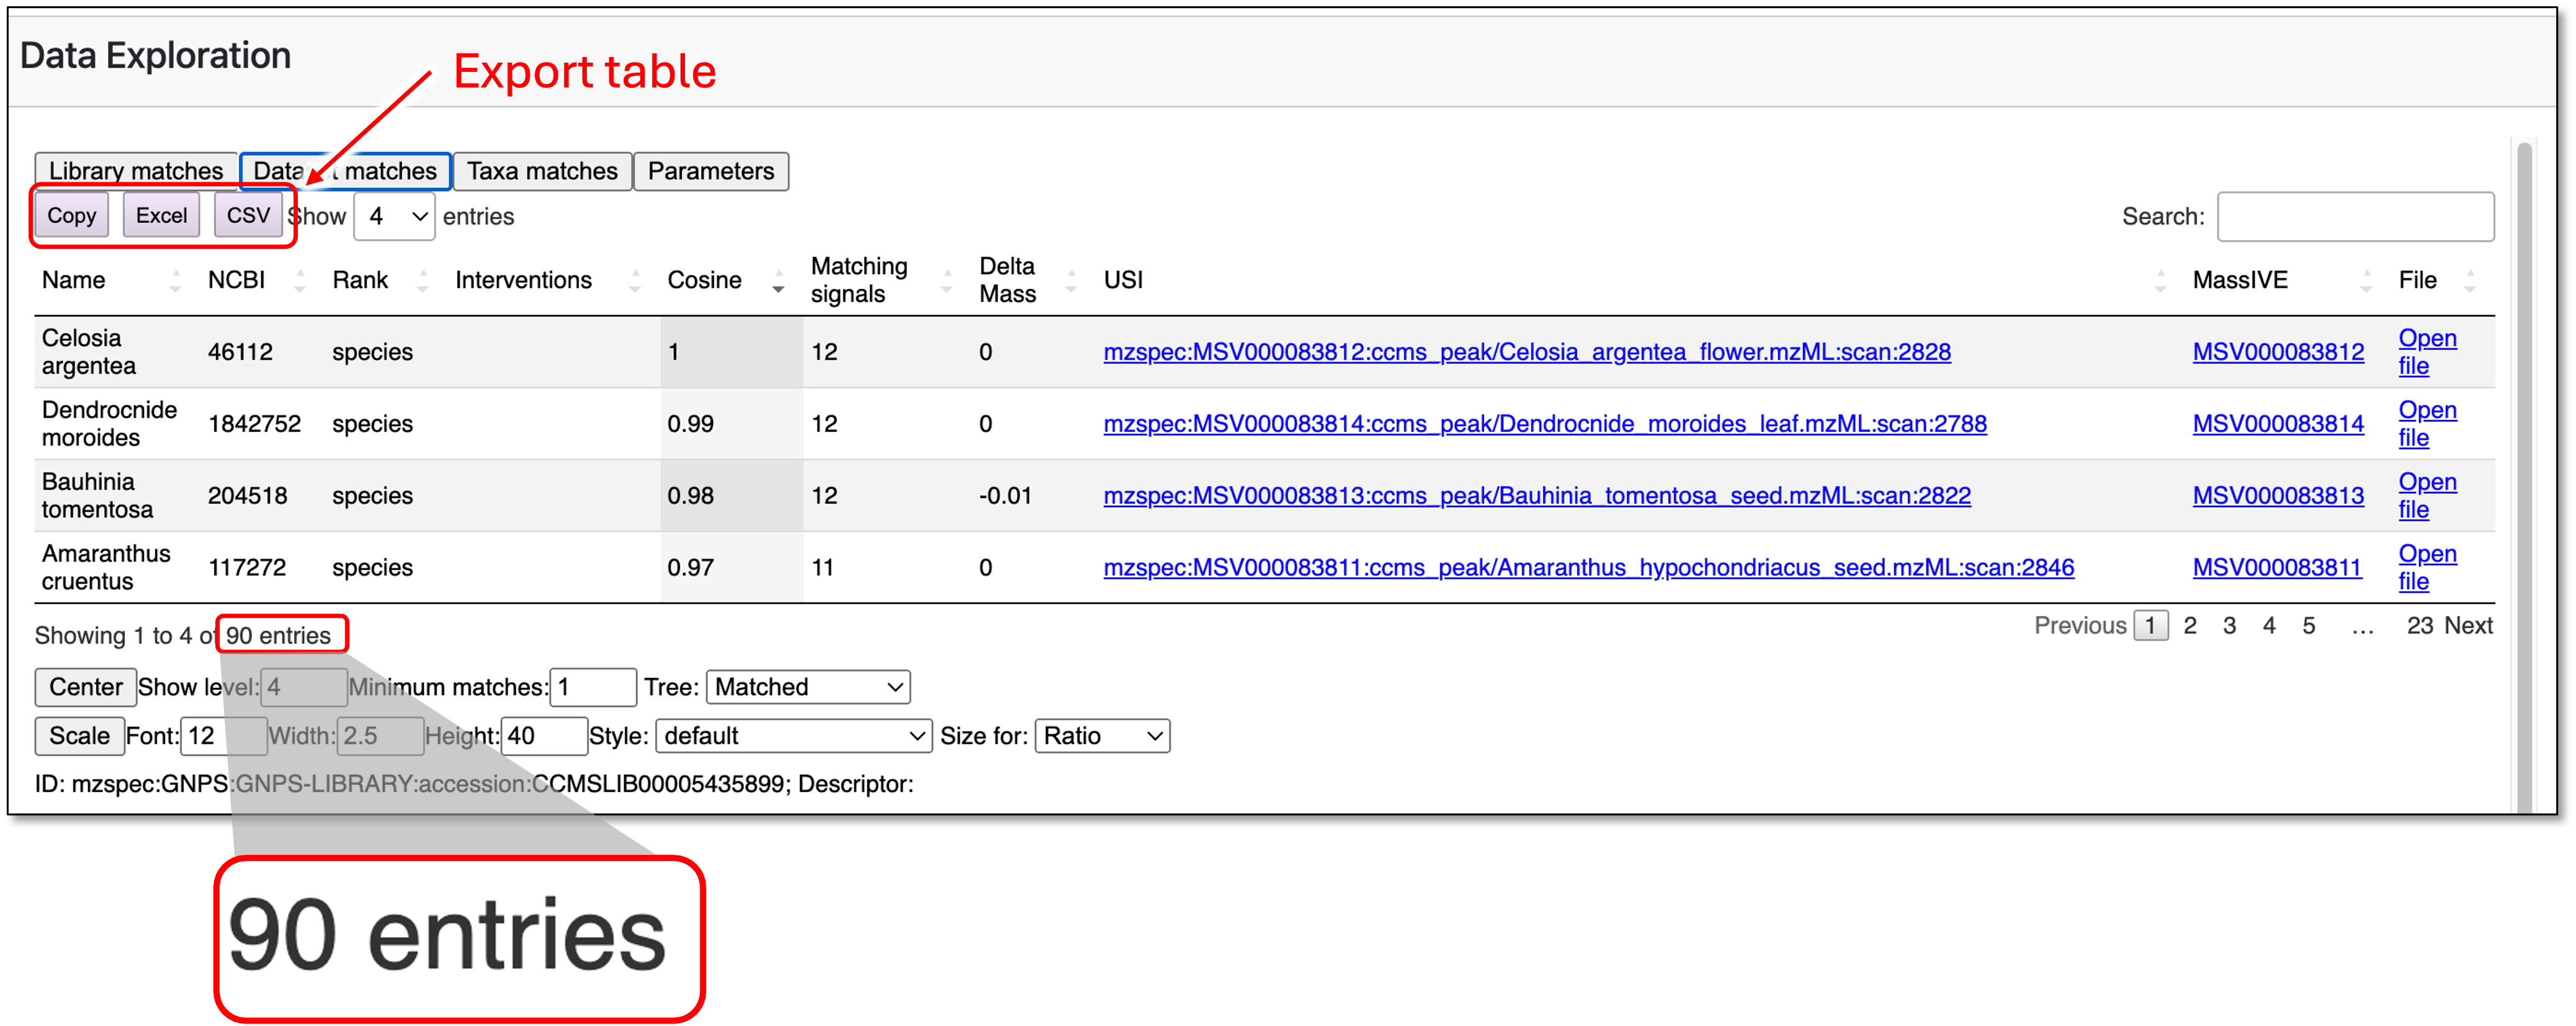 Data Exploration
Export table
Library matches Data t matches Taxa matches Parameters
Copy Excel CSV Show 4 entries Search:
Name NCBI Rank Interventions Cosine Matching signals Delta Mass USI MassIVE File
Celosia argentea 46112 species 1 12 0 mzspec:MSV000083812:ccms_peak/Celosia_argentea_flower.mzML:scan:2828 MSV000083812 Open file
Dendrocnide moroides 1842752 species 0.99 12 0 mzspec:MSV000083814:ccms_peak/Dendrocnide_moroides_leaf.mzML:scan:2788 MSV000083814 Open file
Bauhinia tomentosa 204518 species 0.98 12 -0.01 mzspec:MSV000083813:ccms_peak/Bauhinia_tomentosa_seed.mzML:scan:2822 MSV000083813 Open file
Amaranthus cruentus 117272 species 0.97 11 0 mzspec:MSV000083811:ccms_peak/Amaranthus_hypochondriacus_seed.mzML:scan:2846 MSV000083811 Open file
Showing 1 to 4 of 90 entries Previous 1 2 3 4 5 ... 23 Next
Center Show level: 4 Minimum matches: 1 Tree: Matched
Scale Font: 12 Width: 2.5 Height: 40 Style: default Size for: Ratio
ID: mzspec:GNPS:GNPS-LIBRARY:accession:CCMSLIB00005435899; Descriptor:
90 entries